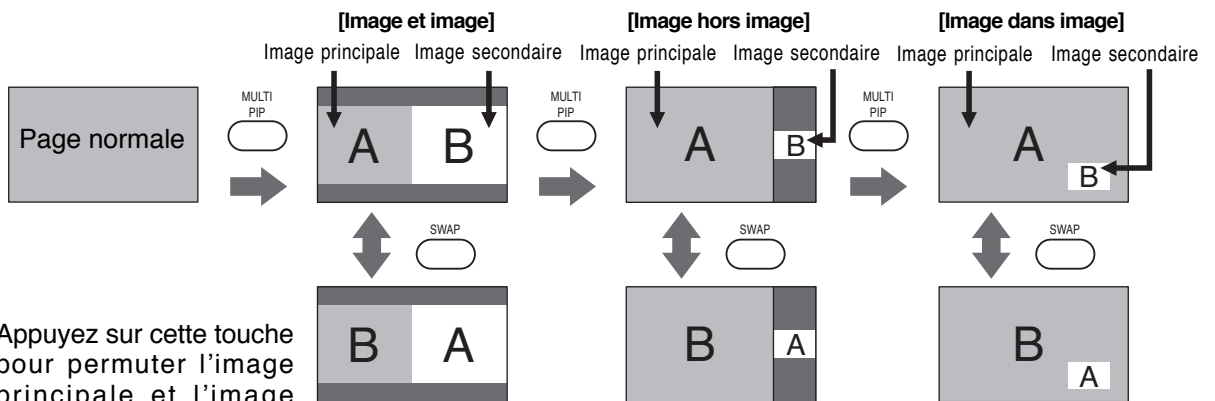 [Image et image] [Image hors image] [Image dans image]
Image principale Image secondaire Image principale Image secondaire Image principale Image secondaire
Page normale
MULTI
PIP
A B
MULTI
PIP
A B
MULTI
PIP
A
B
SWAP SWAP SWAP
Appuyez sur cette touche
pour permuter l'image
principale et l'image
B A
B A
B
A